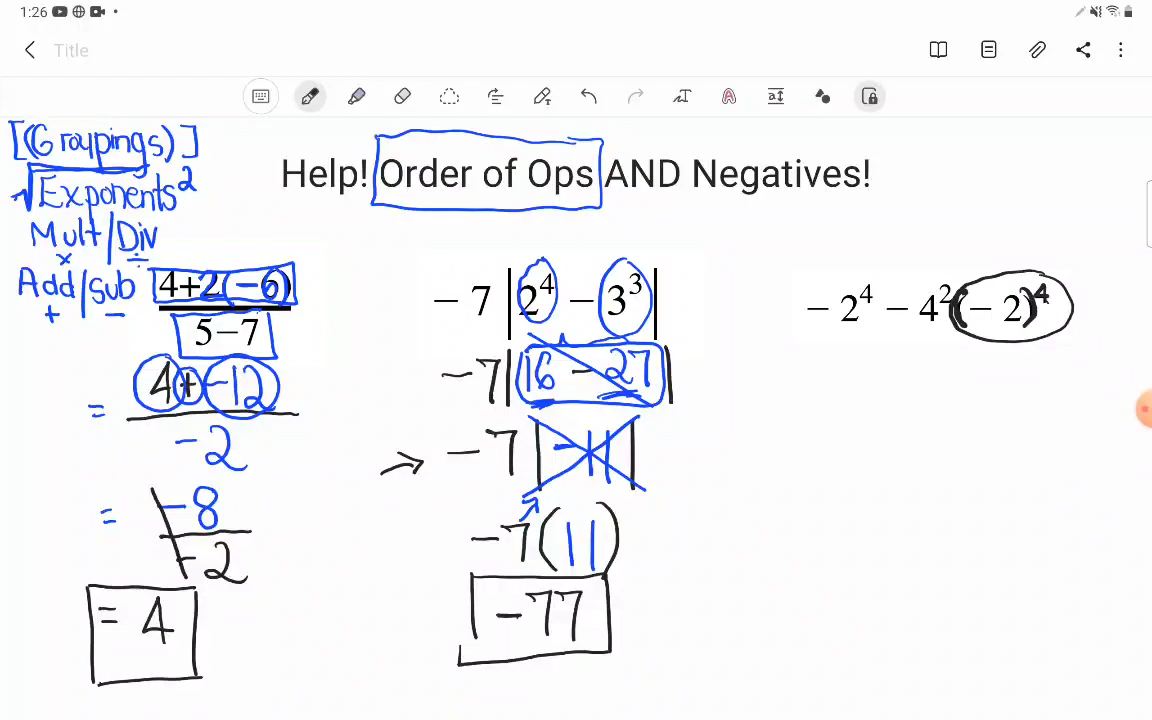 1:26
Title
[(Groupings)]
√Exponents²
Mult/Div
× ÷
Add/Sub
+ −
Help! Order of Ops AND Negatives!
4+2(−6)
5−7
= 4+−12
−2
= −8
−2
= 4
−7|2⁴−3³|
−7|16−27|
→ −7|−11|
−7(11)
−77
−2⁴−4²(−2)⁴